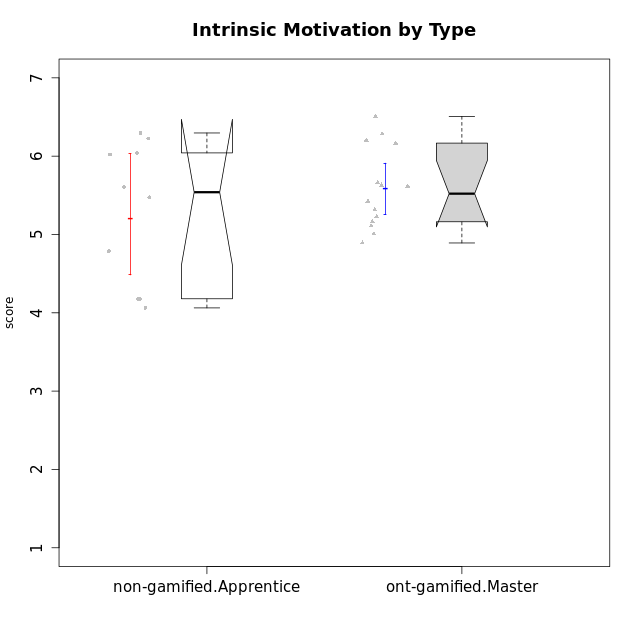 Intrinsic Motivation by Type
7
6
5
4
3
2
1
score
non-gamified.Apprentice
ont-gamified.Master